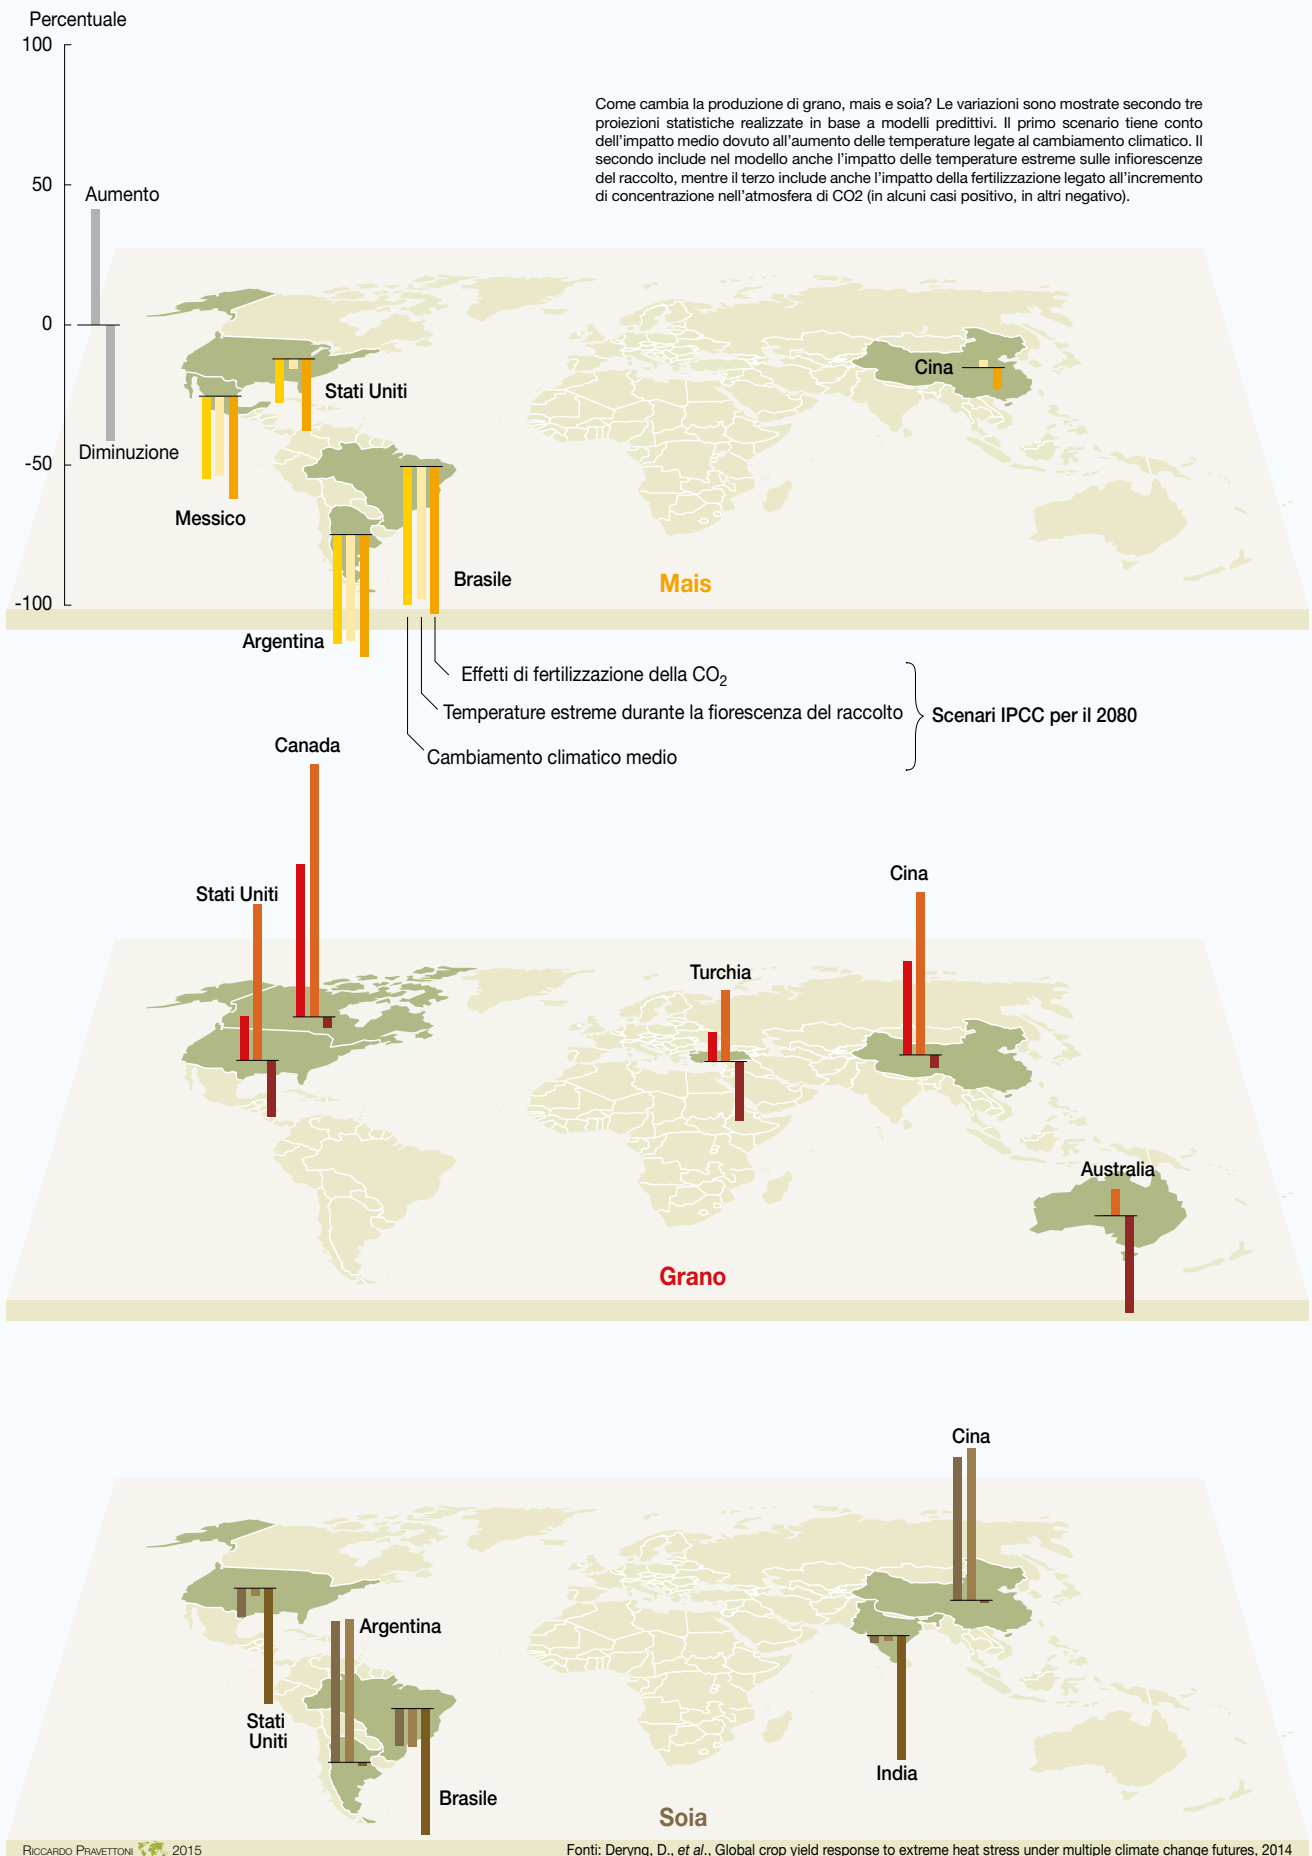 Percentuale
100
50
0
-50
-100
Aumento
Diminuzione
Come cambia la produzione di grano, mais e soia? Le variazioni sono mostrate secondo tre
proiezioni statistiche realizzate in base a modelli predittivi. Il primo scenario tiene conto
dell'impatto medio dovuto all'aumento delle temperature legate al cambiamento climatico. Il
secondo include nel modello anche l'impatto delle temperature estreme sulle infiorescenze
del raccolto, mentre il terzo include anche l'impatto della fertilizzazione legato all'incremento
di concentrazione nell'atmosfera di CO2 (in alcuni casi positivo, in altri negativo).
Cina
Stati Uniti
Messico
Brasile
Mais
Argentina
Effetti di fertilizzazione della CO₂
Temperature estreme durante la fiorescenza del raccolto
Cambiamento climatico medio
Scenari IPCC per il 2080
Canada
Stati Uniti
Cina
Turchia
Australia
Grano
Cina
Argentina
Stati
Uniti
India
Brasile
Soia
Riccardo Pravettoni 2015
Fonti: Deryng, D., et al., Global crop yield response to extreme heat stress under multiple climate change futures, 2014